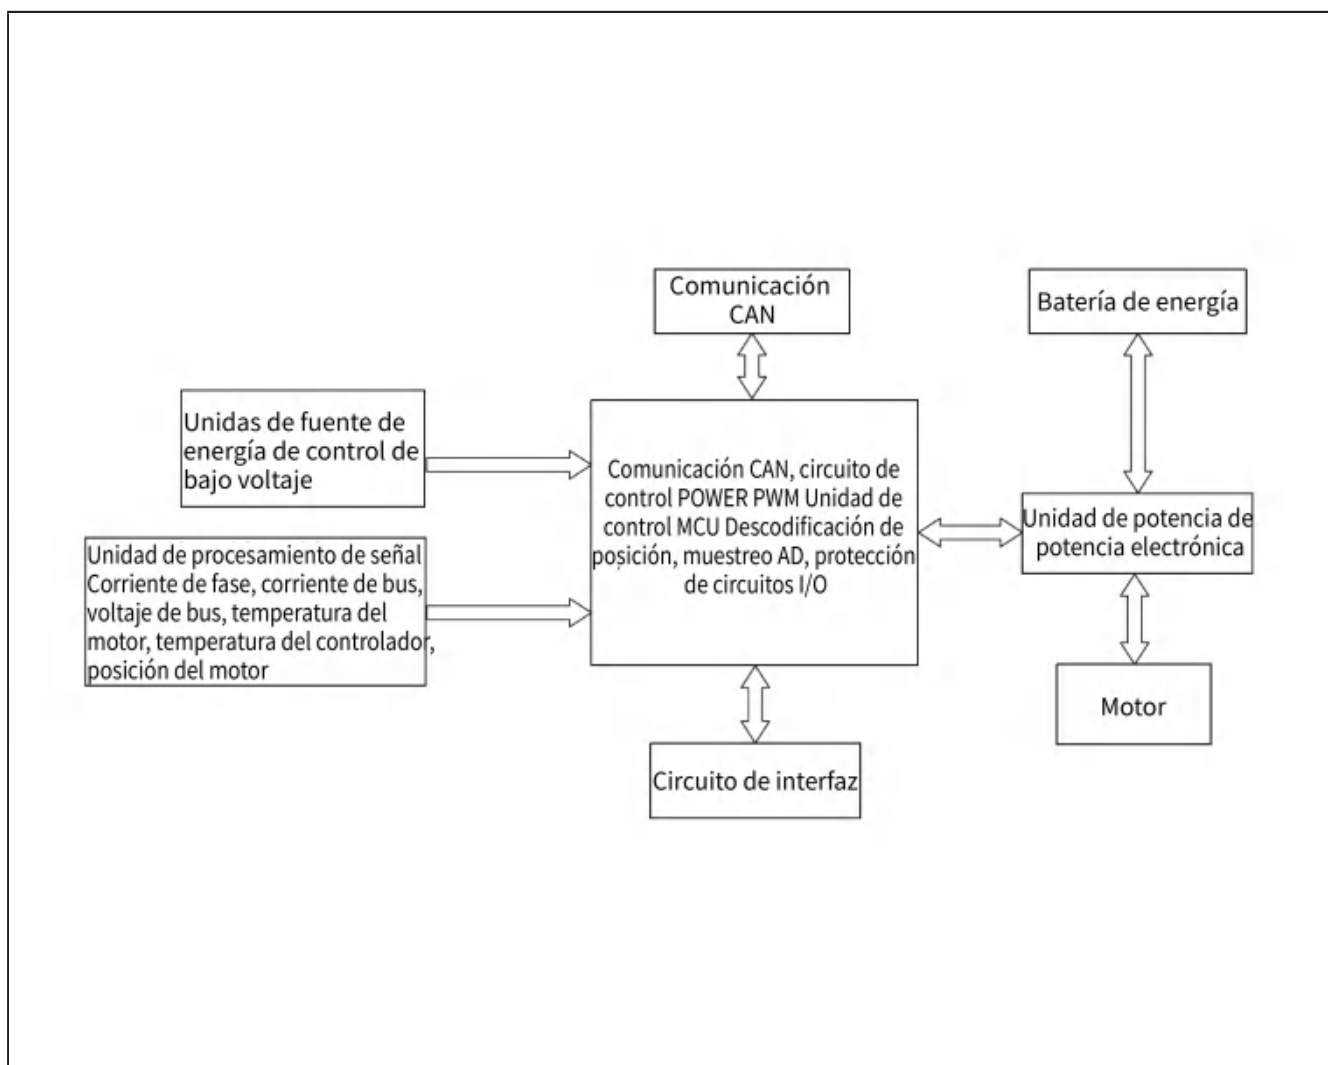 Comunicación
CAN
Batería de energía
Unidas de fuente de
energía de control de
bajo voltaje
Comunicación CAN, circuito de
control POWER PWM Unidad de
control MCU Descodificación de
posición, muestreo AD, protección
de circuitos I/O
Unidad de potencia de
potencia electrónica
Unidad de procesamiento de señal
Corriente de fase, corriente de bus,
voltaje de bus, temperatura del
motor, temperatura del controlador,
posición del motor
Motor
Circuito de interfaz